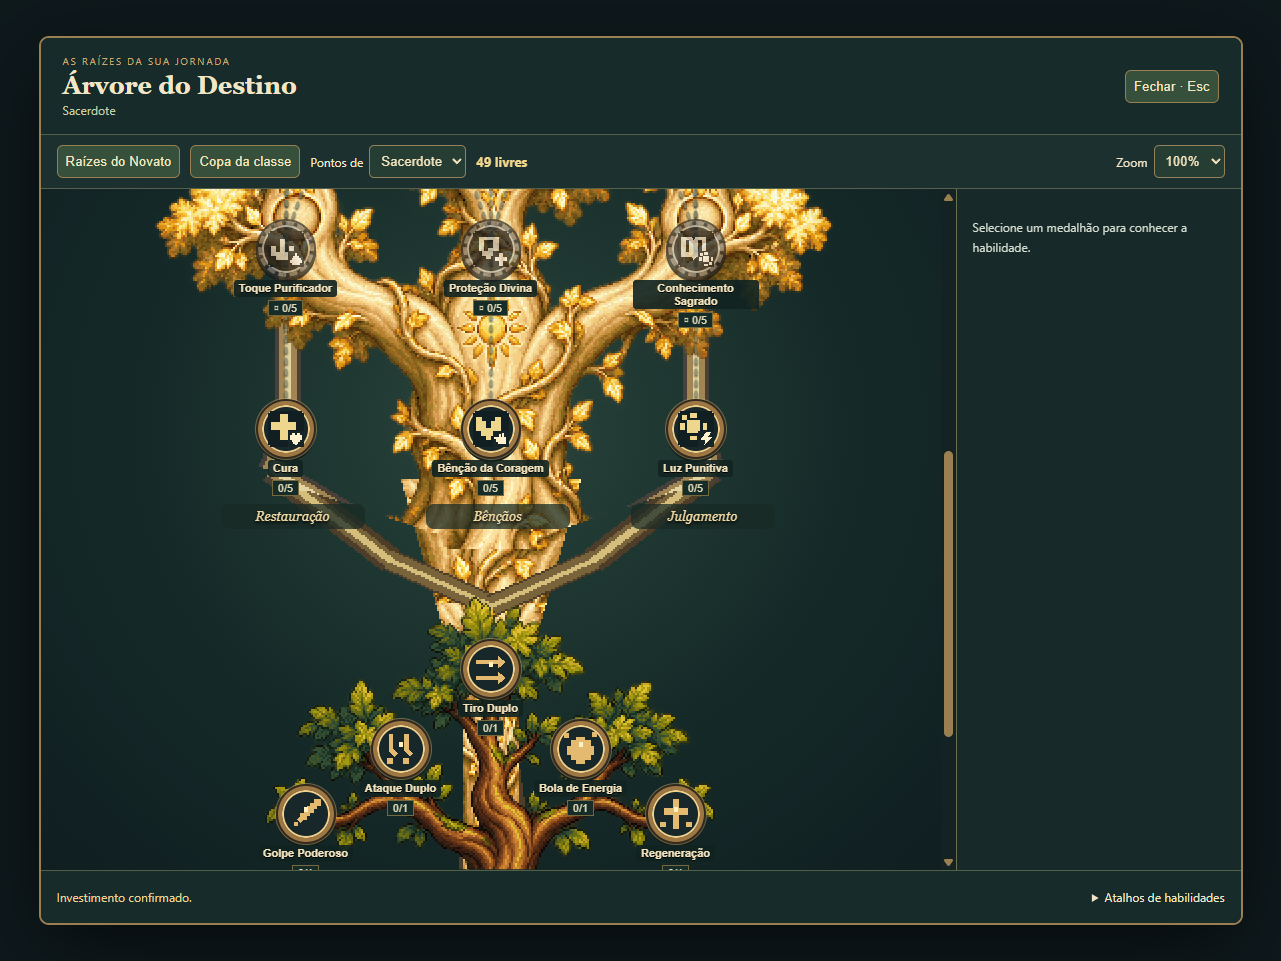 AS RAÍZES DA SUA JORNADA
Árvore do Destino
Sacerdote
Fechar · Esc
Raízes do Novato
Copa da classe
Pontos de
Sacerdote
49 livres
Zoom
100%
Selecione um medalhão para conhecer a
habilidade.
Toque Purificador
¤ 0/5
Proteção Divina
¤ 0/5
Conhecimento
Sagrado
¤ 0/5
Cura
0/5
Bênção da Coragem
0/5
Luz Punitiva
0/5
Restauração
Bênçãos
Julgamento
Tiro Duplo
0/1
Ataque Duplo
0/1
Bola de Energia
0/1
Golpe Poderoso
Regeneração
Investimento confirmado.
Atalhos de habilidades